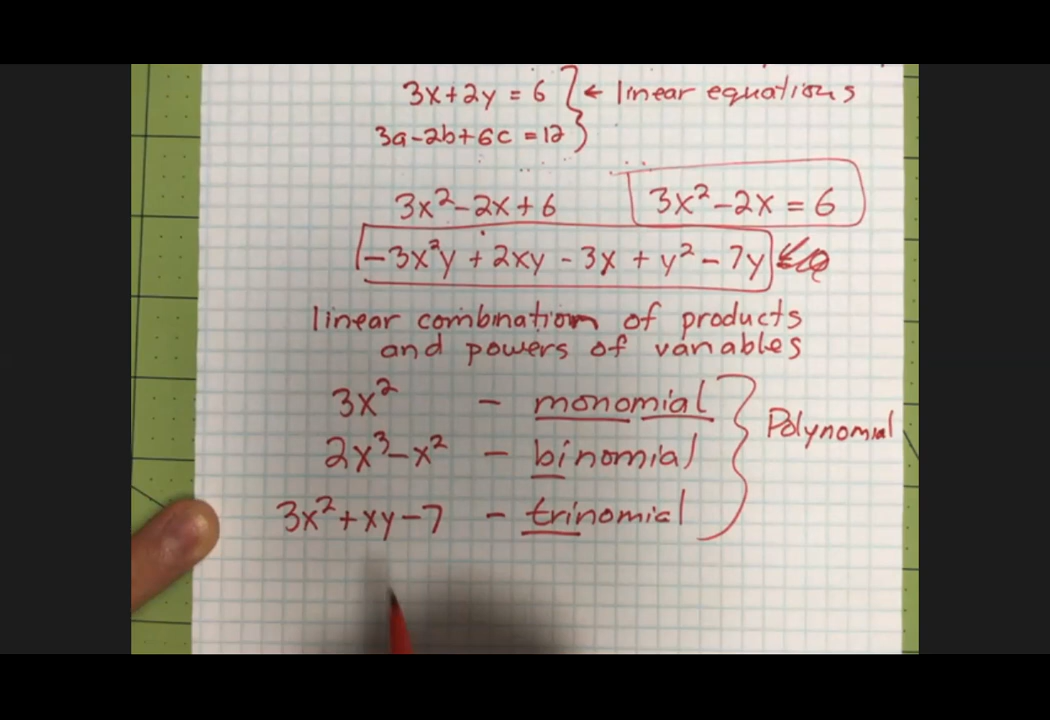 3x+2y = 6 } ← linear equations
3a-2b+6c = 12
3x²-2x+6   3x²-2x = 6
-3x²y + 2xy - 3x + y² - 7y
linear combination of products
and powers of variables
3x² - monomial
2x³-x² - binomial } Polynomial
3x²+xy-7 - trinomial